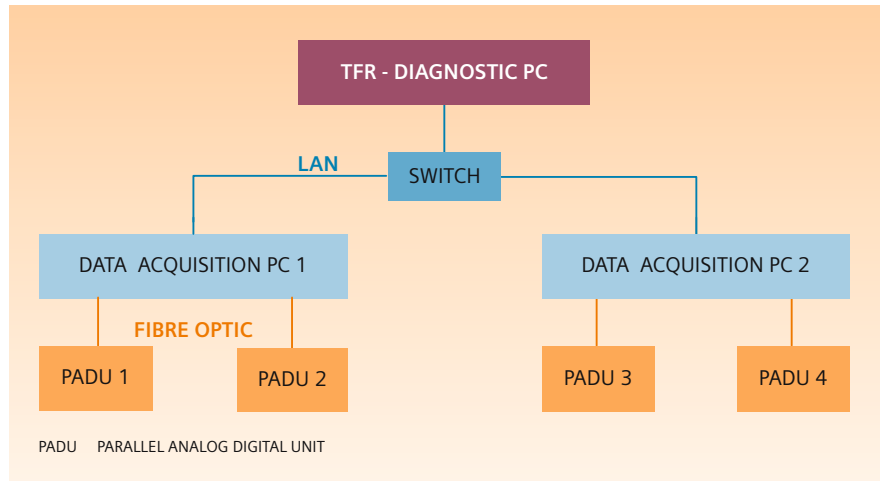 TFR - DIAGNOSTIC PC
LAN
SWITCH
DATA ACQUISITION PC 1
DATA ACQUISITION PC 2
FIBRE OPTIC
PADU 1
PADU 2
PADU 3
PADU 4
PADU PARALLEL ANALOG DIGITAL UNIT